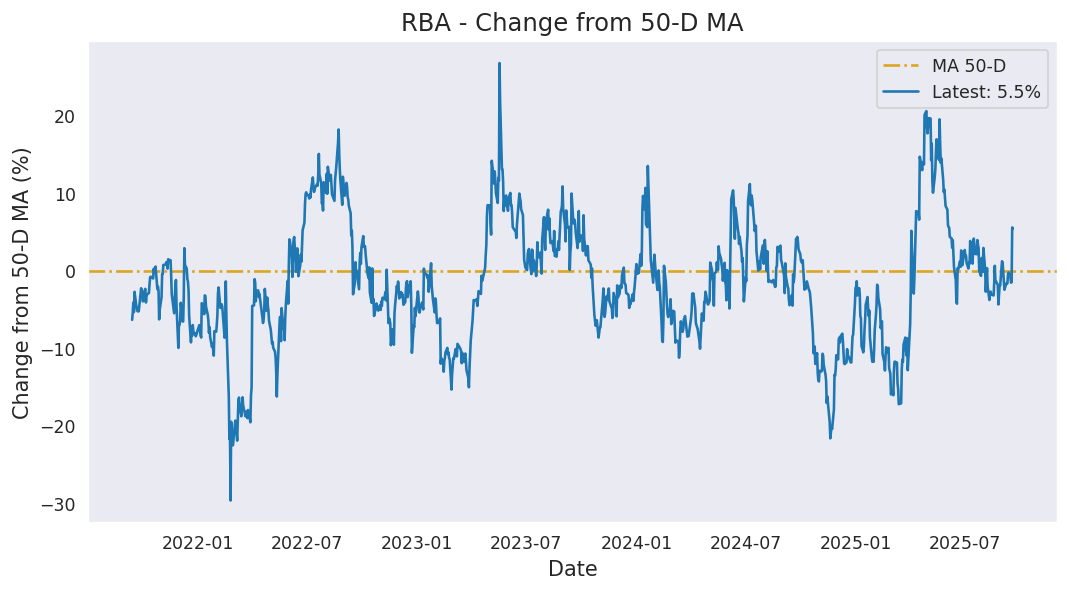 RBA - Change from 50-D MA
MA 50-D
Latest: 5.5%
Change from 50-D MA (%)
20
10
0
−10
−20
−30
2022-01 2022-07 2023-01 2023-07 2024-01 2024-07 2025-01 2025-07
Date